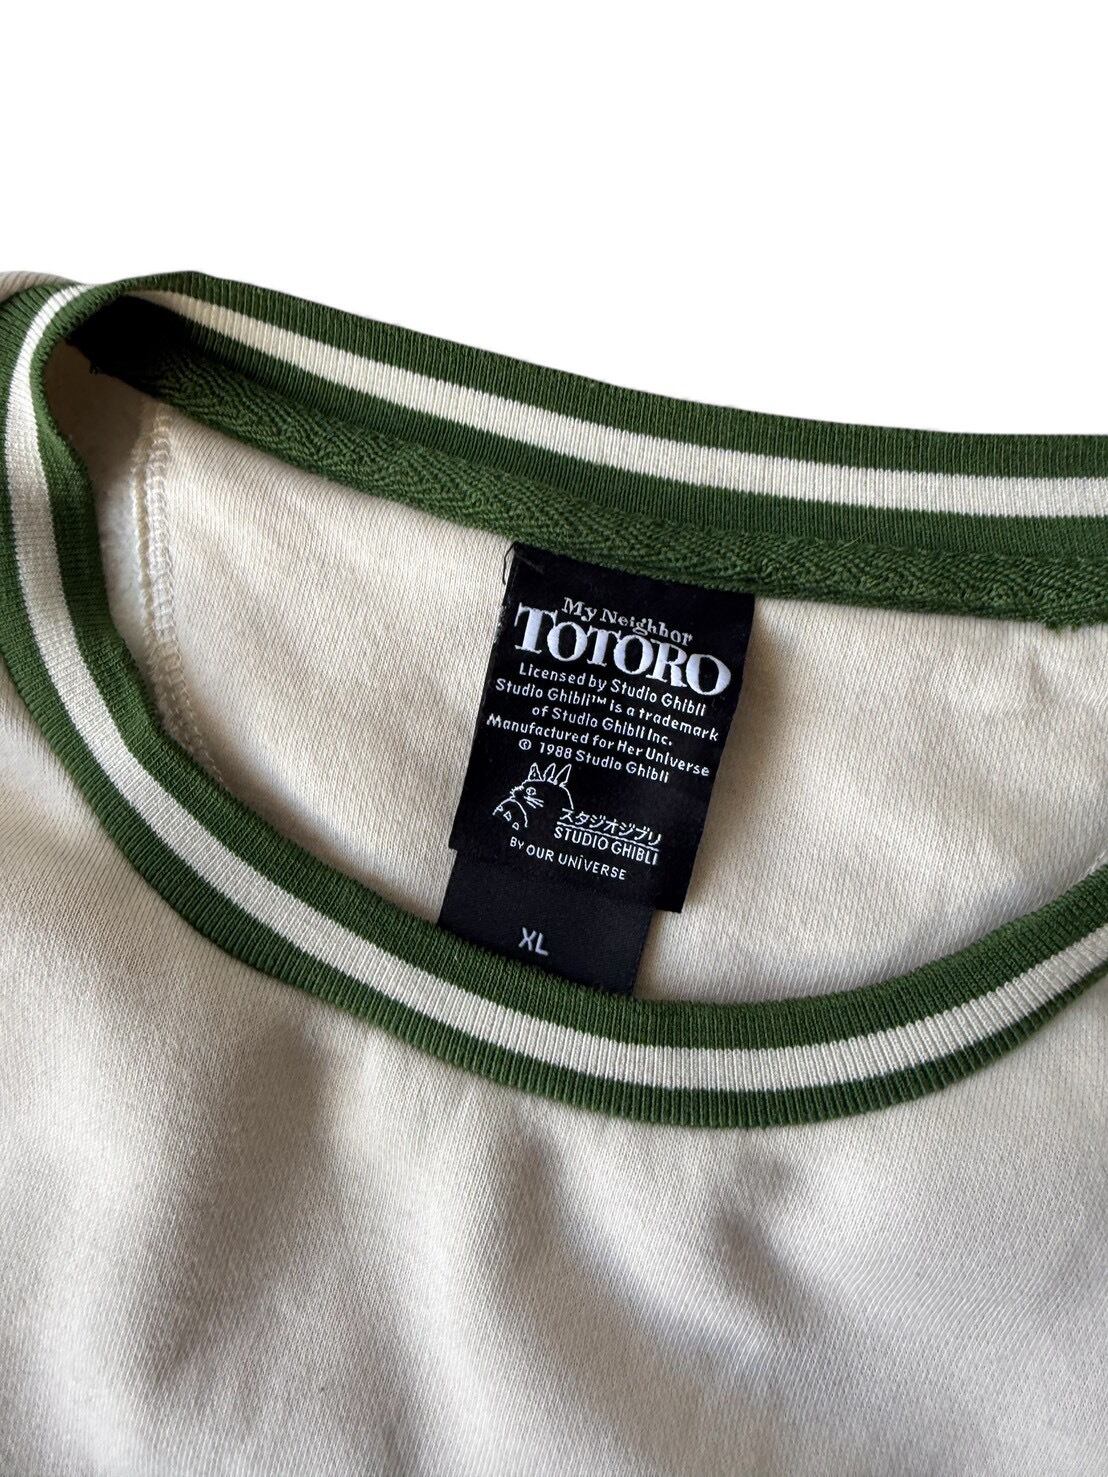 My Neighbor
TOTORO
Licensed by Studio Ghibli
Studio Ghibli™ is a trademark
of Studio Ghibli Inc.
Manufactured for Her Universe
© 1988 Studio Ghibli
スタジオジブリ
STUDIO GHIBLI
BY OUR UNIVERSE
XL